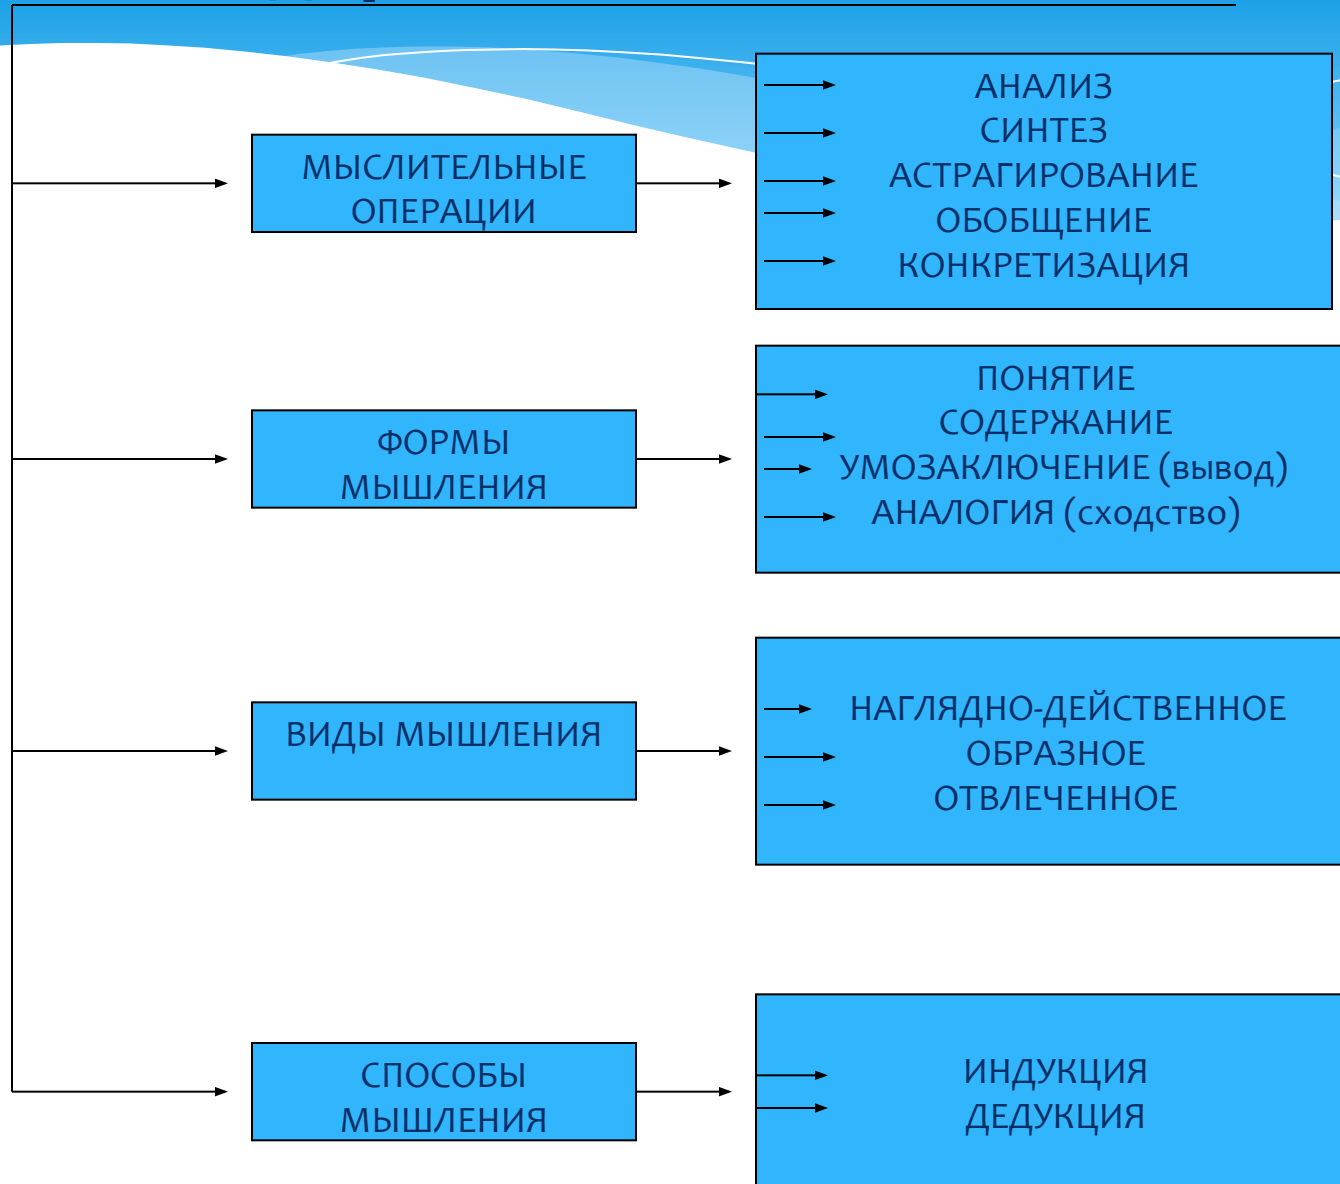 МЫСЛИТЕЛЬНЫЕ
ОПЕРАЦИИ
АНАЛИЗ
СИНТЕЗ
АСТРАГИРОВАНИЕ
ОБОБЩЕНИЕ
КОНКРЕТИЗАЦИЯ
ФОРМЫ
МЫШЛЕНИЯ
ПОНЯТИЕ
СОДЕРЖАНИЕ
УМОЗАКЛЮЧЕНИЕ (вывод)
АНАЛОГИЯ (сходство)
ВИДЫ МЫШЛЕНИЯ
НАГЛЯДНО-ДЕЙСТВЕННОЕ
ОБРАЗНОЕ
ОТВЛЕЧЕННОЕ
СПОСОБЫ
МЫШЛЕНИЯ
ИНДУКЦИЯ
ДЕДУКЦИЯ